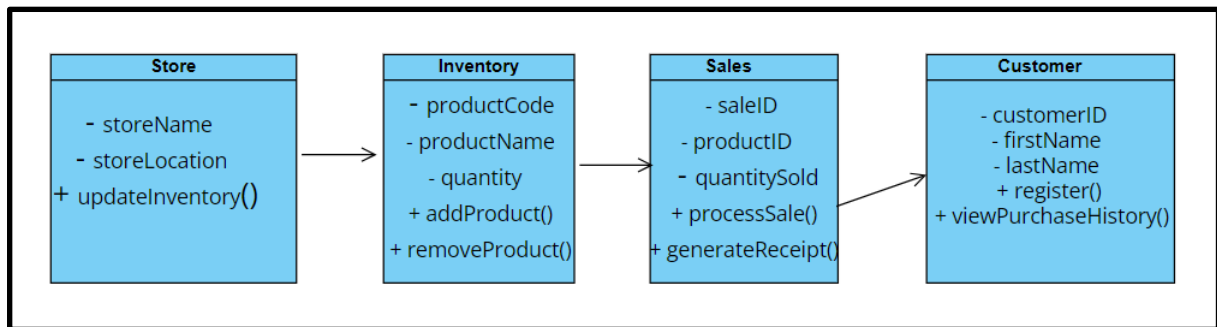 Store
- storeName
- storeLocation
+ updateInventory()
Inventory
- productCode
- productName
- quantity
+ addProduct()
+ removeProduct()
Sales
- saleID
- productID
- quantitySold
+ processSale()
+ generateReceipt()
Customer
- customerID
- firstName
- lastName
+ register()
+ viewPurchaseHistory()